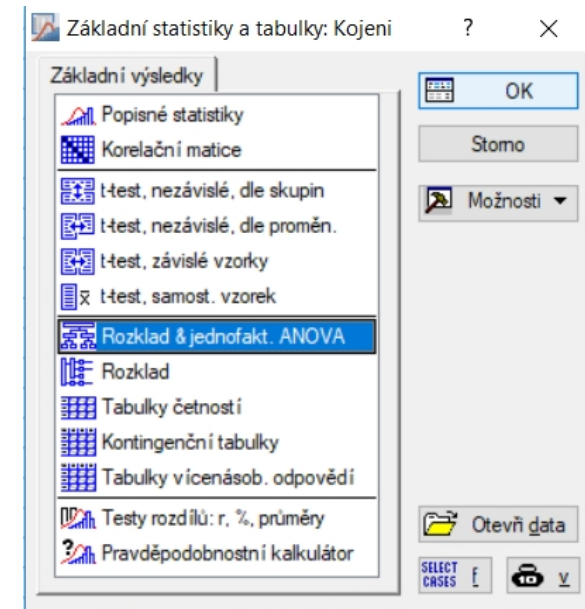 Základní statistiky a tabulky: Kojeni ? ×
Základní výsledky
Popisné statistiky
Korelační matice
t-test, nezávislé, dle skupin
t-test, nezávislé, dle proměn.
t-test, závislé vzorky
t-test, samost. vzorek
Rozklad & jednofakt. ANOVA
Rozklad
Tabulky četností
Kontingenční tabulky
Tabulky vícenásob. odpovědí
Testy rozdílů: r, %, průměry
Pravděpodobnostní kalkulátor
OK
Storno
Možnosti
Otevři data
SELECT
CASES f v